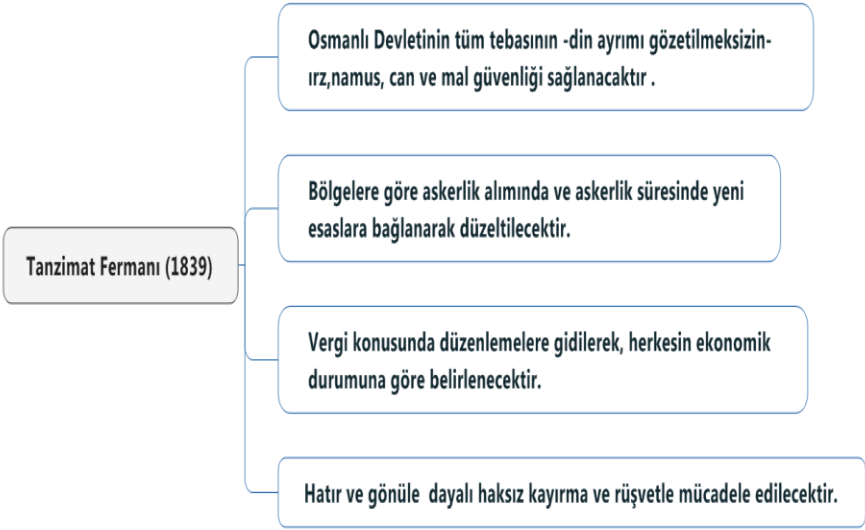 Osmanlı Devletinin tüm tebasının -din ayrımı gözetilmeksizin-
ırz,namus, can ve mal güvenliği sağlanacaktır .
Bölgelere göre askerlik alımında ve askerlik süresinde yeni
esaslara bağlanarak düzeltilecektir.
Tanzimat Fermanı (1839)
Vergi konusunda düzenlemelere gidilerek, herkesin ekonomik
durumuna göre belirlenecektir.
Hatır ve gönüle dayalı haksız kayırma ve rüşvetle mücadele edilecektir.